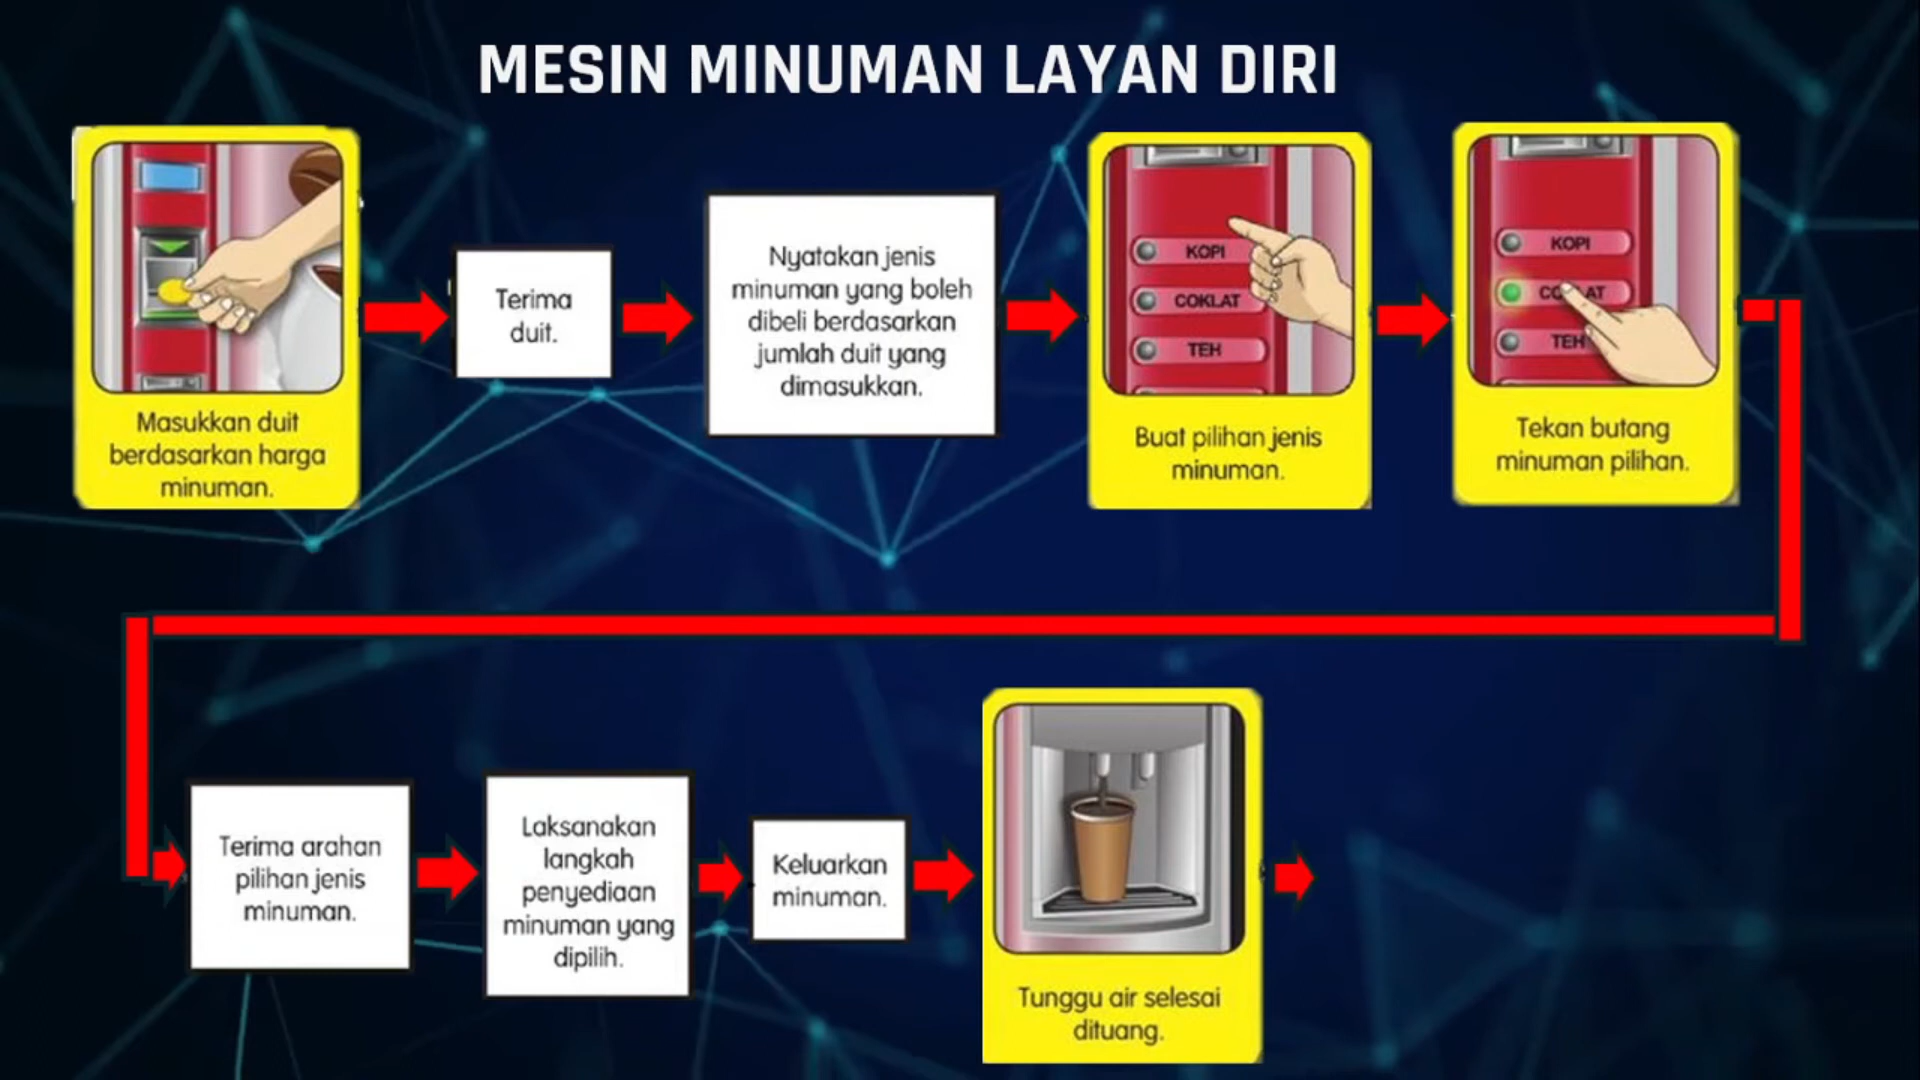 MESIN MINUMAN LAYAN DIRI
Masukkan duit
berdasarkan harga
minuman.
Terima
duit.
Nyatakan jenis
minuman yang boleh
dibeli berdasarkan
jumlah duit yang
dimasukkan.
KOPI
COKLAT
TEH
Buat pilihan jenis
minuman.
KOPI
CO LAT
TEH
Tekan butang
minuman pilihan.
Terima arahan
pilihan jenis
minuman.
Laksanakan
langkah
penyediaan
minuman yang
dipilih.
Keluarkan
minuman.
Tunggu air selesai
dituang.